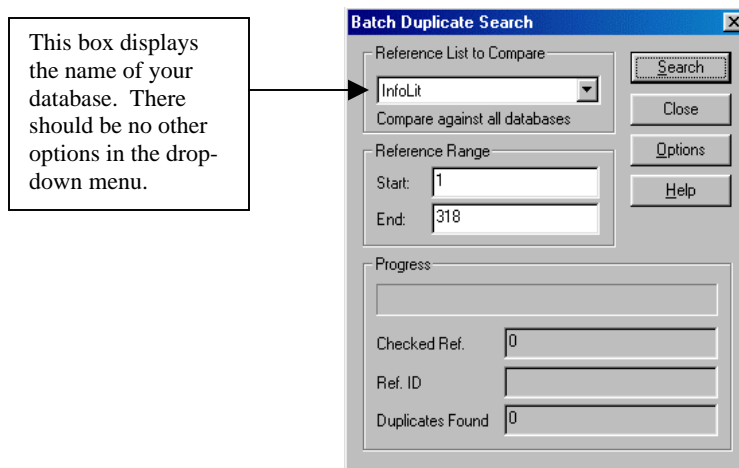 This box displays
the name of your
database.  There
should be no other
options in the drop-
down menu.
Batch Duplicate Search
Reference List to Compare
InfoLit
Compare against all databases
Reference Range
Start: 1
End: 318
Search
Close
Options
Help
Progress
Checked Ref. 0
Ref. ID
Duplicates Found 0